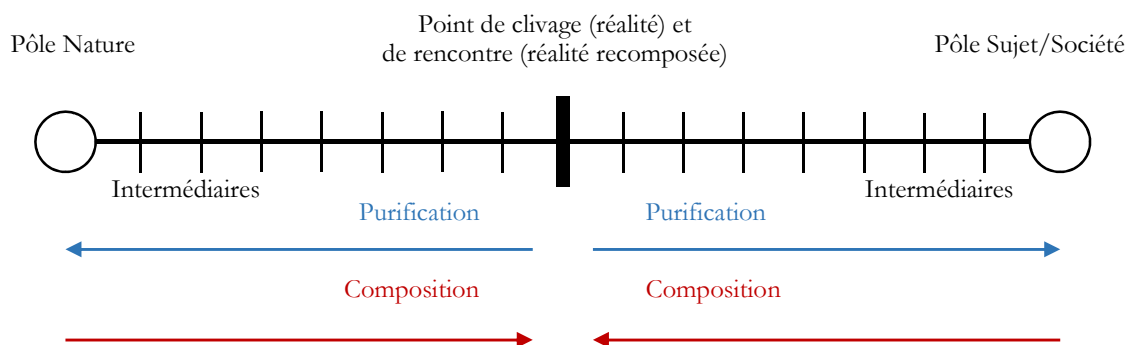 Pôle Nature
Point de clivage (réalité) et
de rencontre (réalité recomposée)
Pôle Sujet/Société
Intermédiaires
Intermédiaires
Purification
Purification
Composition
Composition